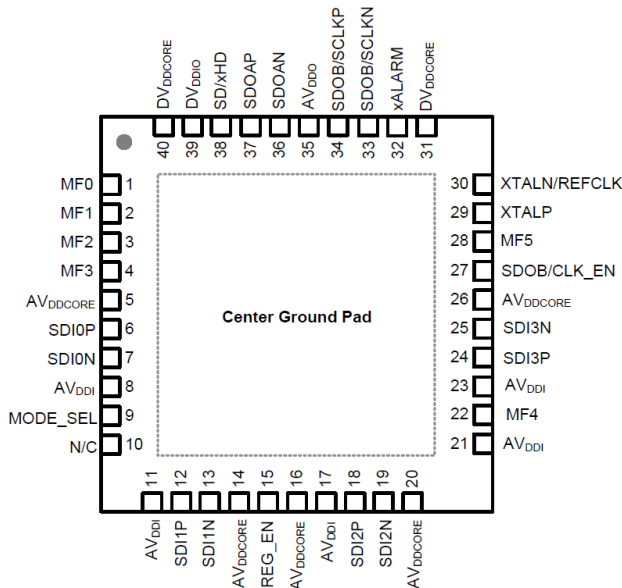 DVDDCORE
DVDDIO
SD/xHD
SDOAP
SDOAN
AVDDO
SDOB/SCLKP
SDOB/SCLKN
xALARM
DVDDCORE
40 39 38 37 36 35 34 33 32 31
MF0 1
MF1 2
MF2 3
MF3 4
AVDDCORE 5
SDI0P 6
SDI0N 7
AVDDI 8
MODE_SEL 9
N/C 10
Center Ground Pad
30 XTALN/REFCLK
29 XTALP
28 MF5
27 SDOB/CLK_EN
26 AVDDCORE
25 SDI3N
24 SDI3P
23 AVDDI
22 MF4
21 AVDDI
11 12 13 14 15 16 17 18 19 20
AVDDI
SDI1P
SDI1N
AVDDCORE
REG_EN
AVDDCORE
AVDDI
SDI2P
SDI2N
AVDDCORE